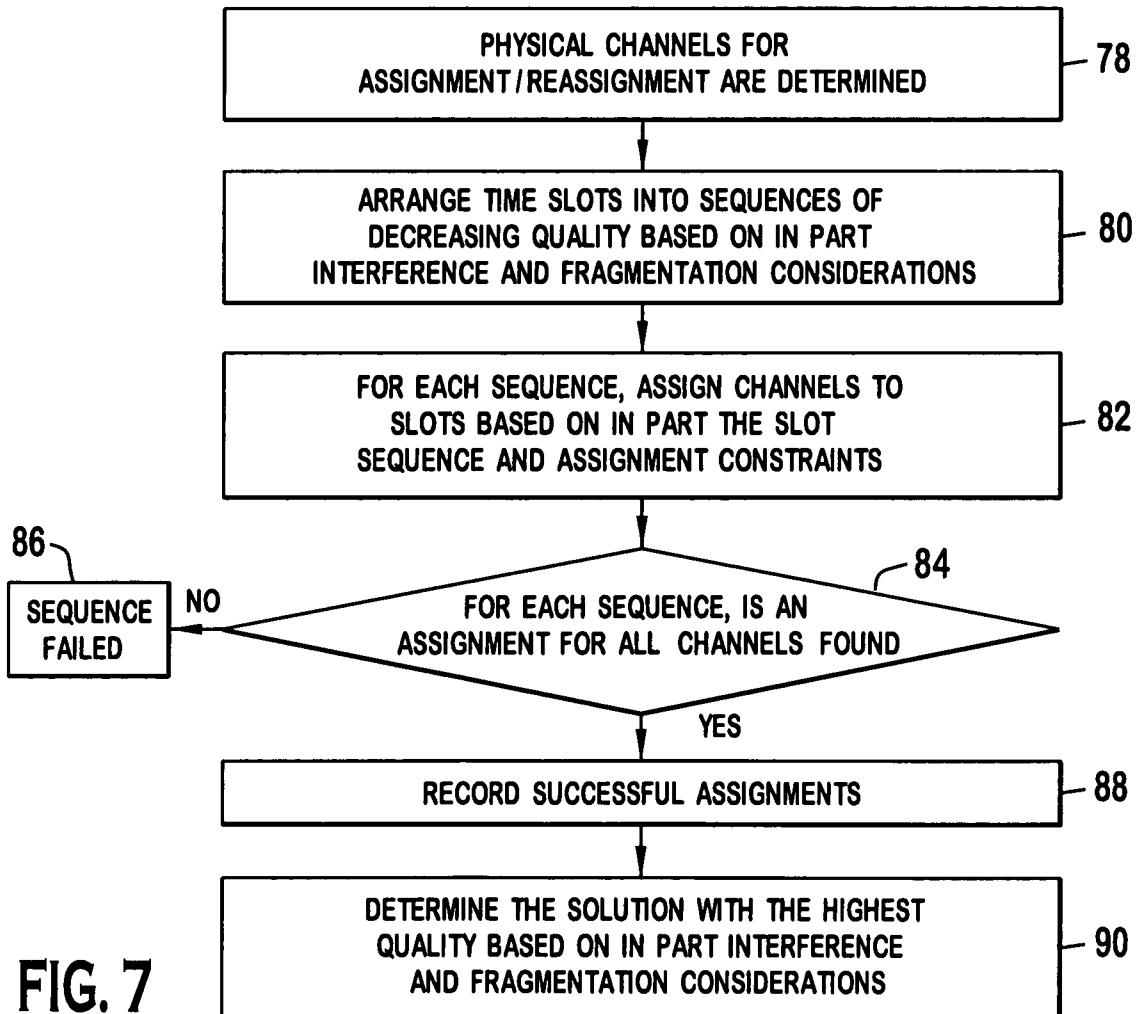 PHYSICAL CHANNELS FOR
ASSIGNMENT/REASSIGNMENT ARE DETERMINED
78
ARRANGE TIME SLOTS INTO SEQUENCES OF
DECREASING QUALITY BASED ON IN PART
INTERFERENCE AND FRAGMENTATION CONSIDERATIONS
80
FOR EACH SEQUENCE, ASSIGN CHANNELS TO
SLOTS BASED ON IN PART THE SLOT
SEQUENCE AND ASSIGNMENT CONSTRAINTS
82
86
SEQUENCE
FAILED
NO
84
FOR EACH SEQUENCE, IS AN
ASSIGNMENT FOR ALL CHANNELS FOUND
YES
RECORD SUCCESSFUL ASSIGNMENTS
88
DETERMINE THE SOLUTION WITH THE HIGHEST
QUALITY BASED ON IN PART INTERFERENCE
AND FRAGMENTATION CONSIDERATIONS
90
FIG. 7